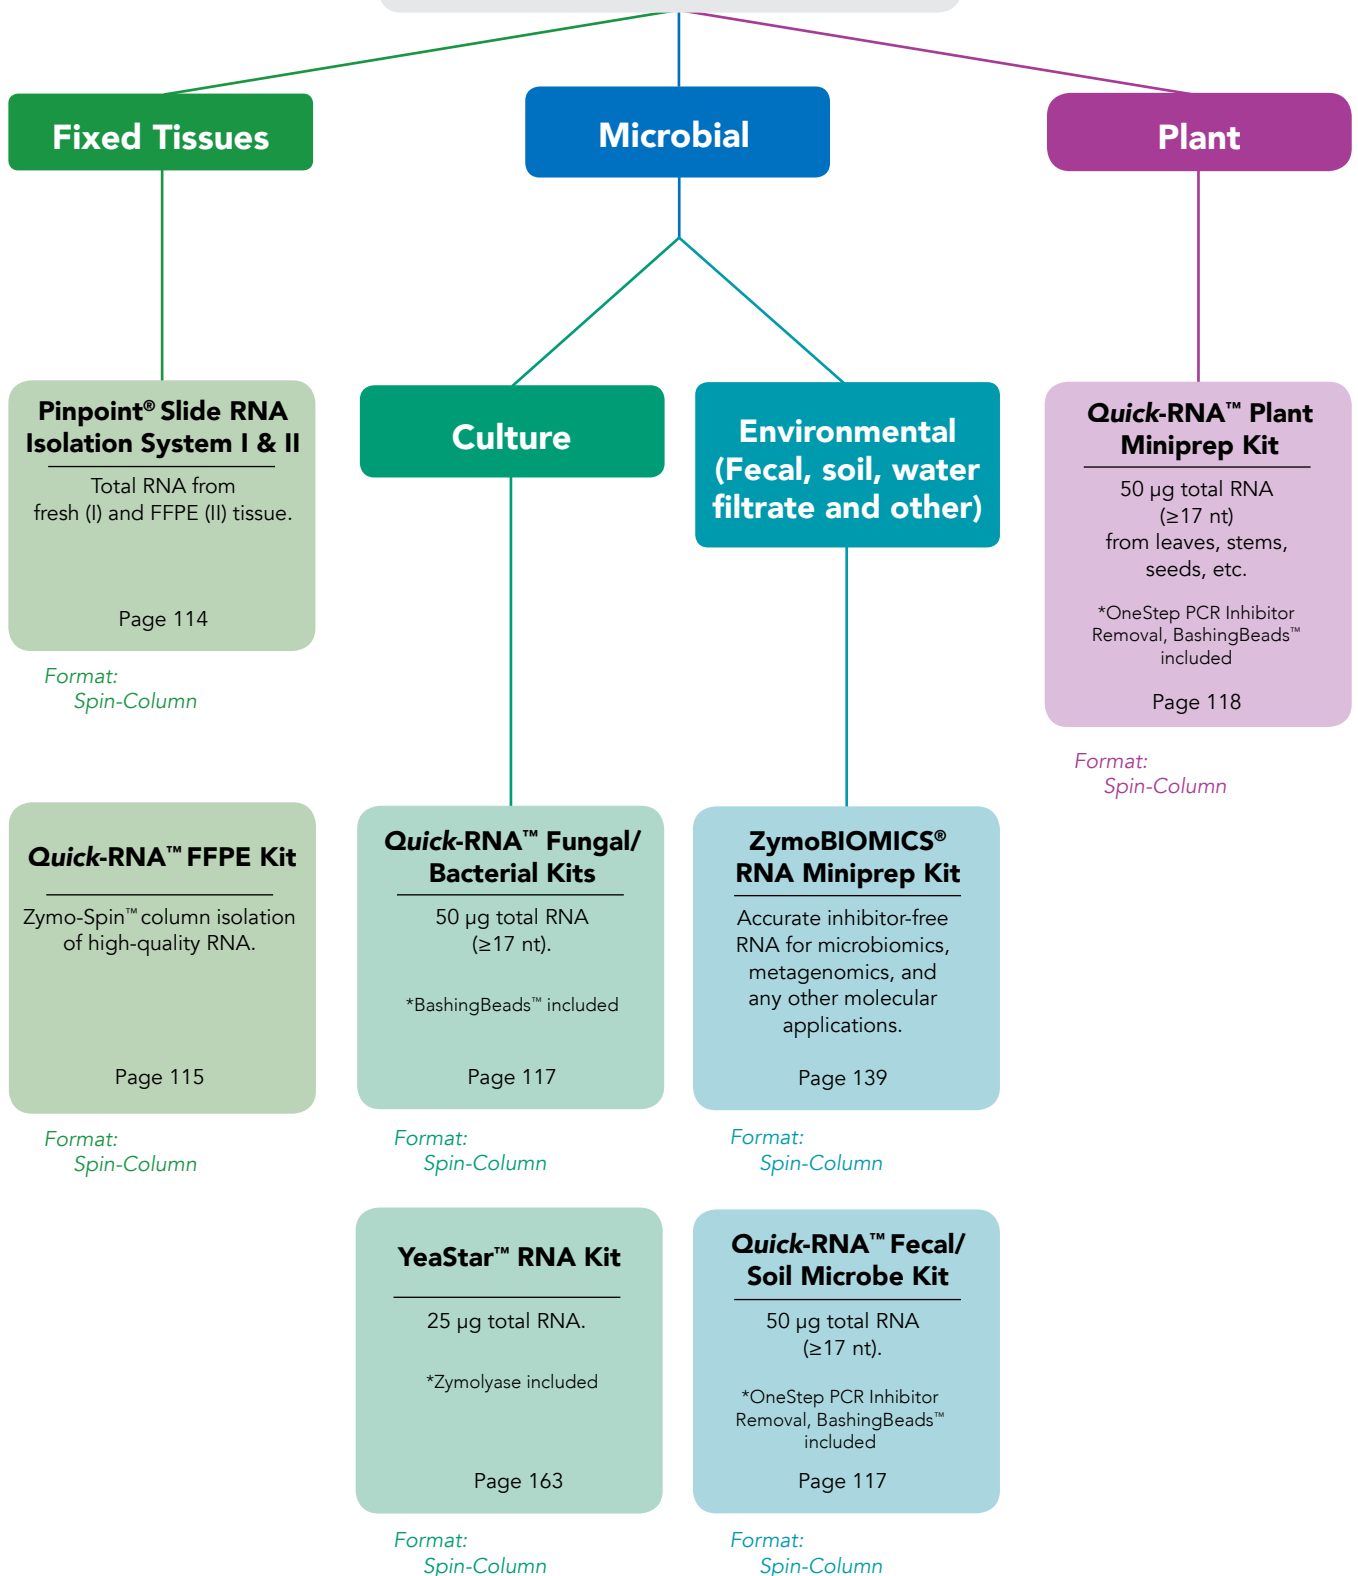 Fixed Tissues
Microbial
Plant
Pinpoint® Slide RNA
Isolation System I & II
Total RNA from
fresh (I) and FFPE (II) tissue.
Page 114
Format:
Spin-Column
Quick-RNA™ FFPE Kit
Zymo-Spin™ column isolation
of high-quality RNA.
Page 115
Format:
Spin-Column
Culture
Quick-RNA™ Fungal/
Bacterial Kits
50 µg total RNA
(≥17 nt).
*BashingBeads™ included
Page 117
Format:
Spin-Column
YeaStar™ RNA Kit
25 µg total RNA.
*Zymolyase included
Page 163
Format:
Spin-Column
Environmental
(Fecal, soil, water
filtrate and other)
ZymoBIOMICS®
RNA Miniprep Kit
Accurate inhibitor-free
RNA for microbiomics,
metagenomics, and
any other molecular
applications.
Page 139
Format:
Spin-Column
Quick-RNA™ Fecal/
Soil Microbe Kit
50 µg total RNA
(≥17 nt).
*OneStep PCR Inhibitor
Removal, BashingBeads™
included
Page 117
Format:
Spin-Column
Quick-RNA™ Plant
Miniprep Kit
50 µg total RNA
(≥17 nt)
from leaves, stems,
seeds, etc.
*OneStep PCR Inhibitor
Removal, BashingBeads™
included
Page 118
Format:
Spin-Column